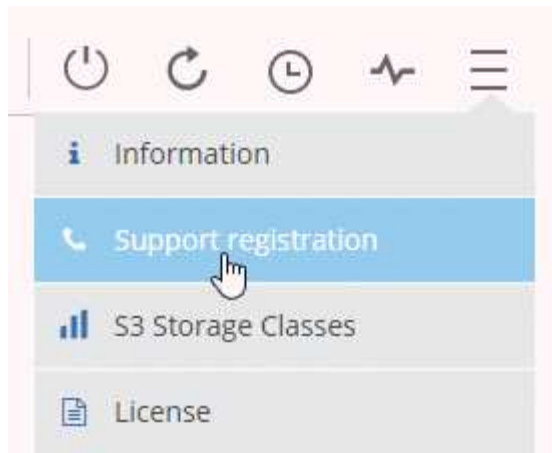 Information
Support registration
S3 Storage Classes
License